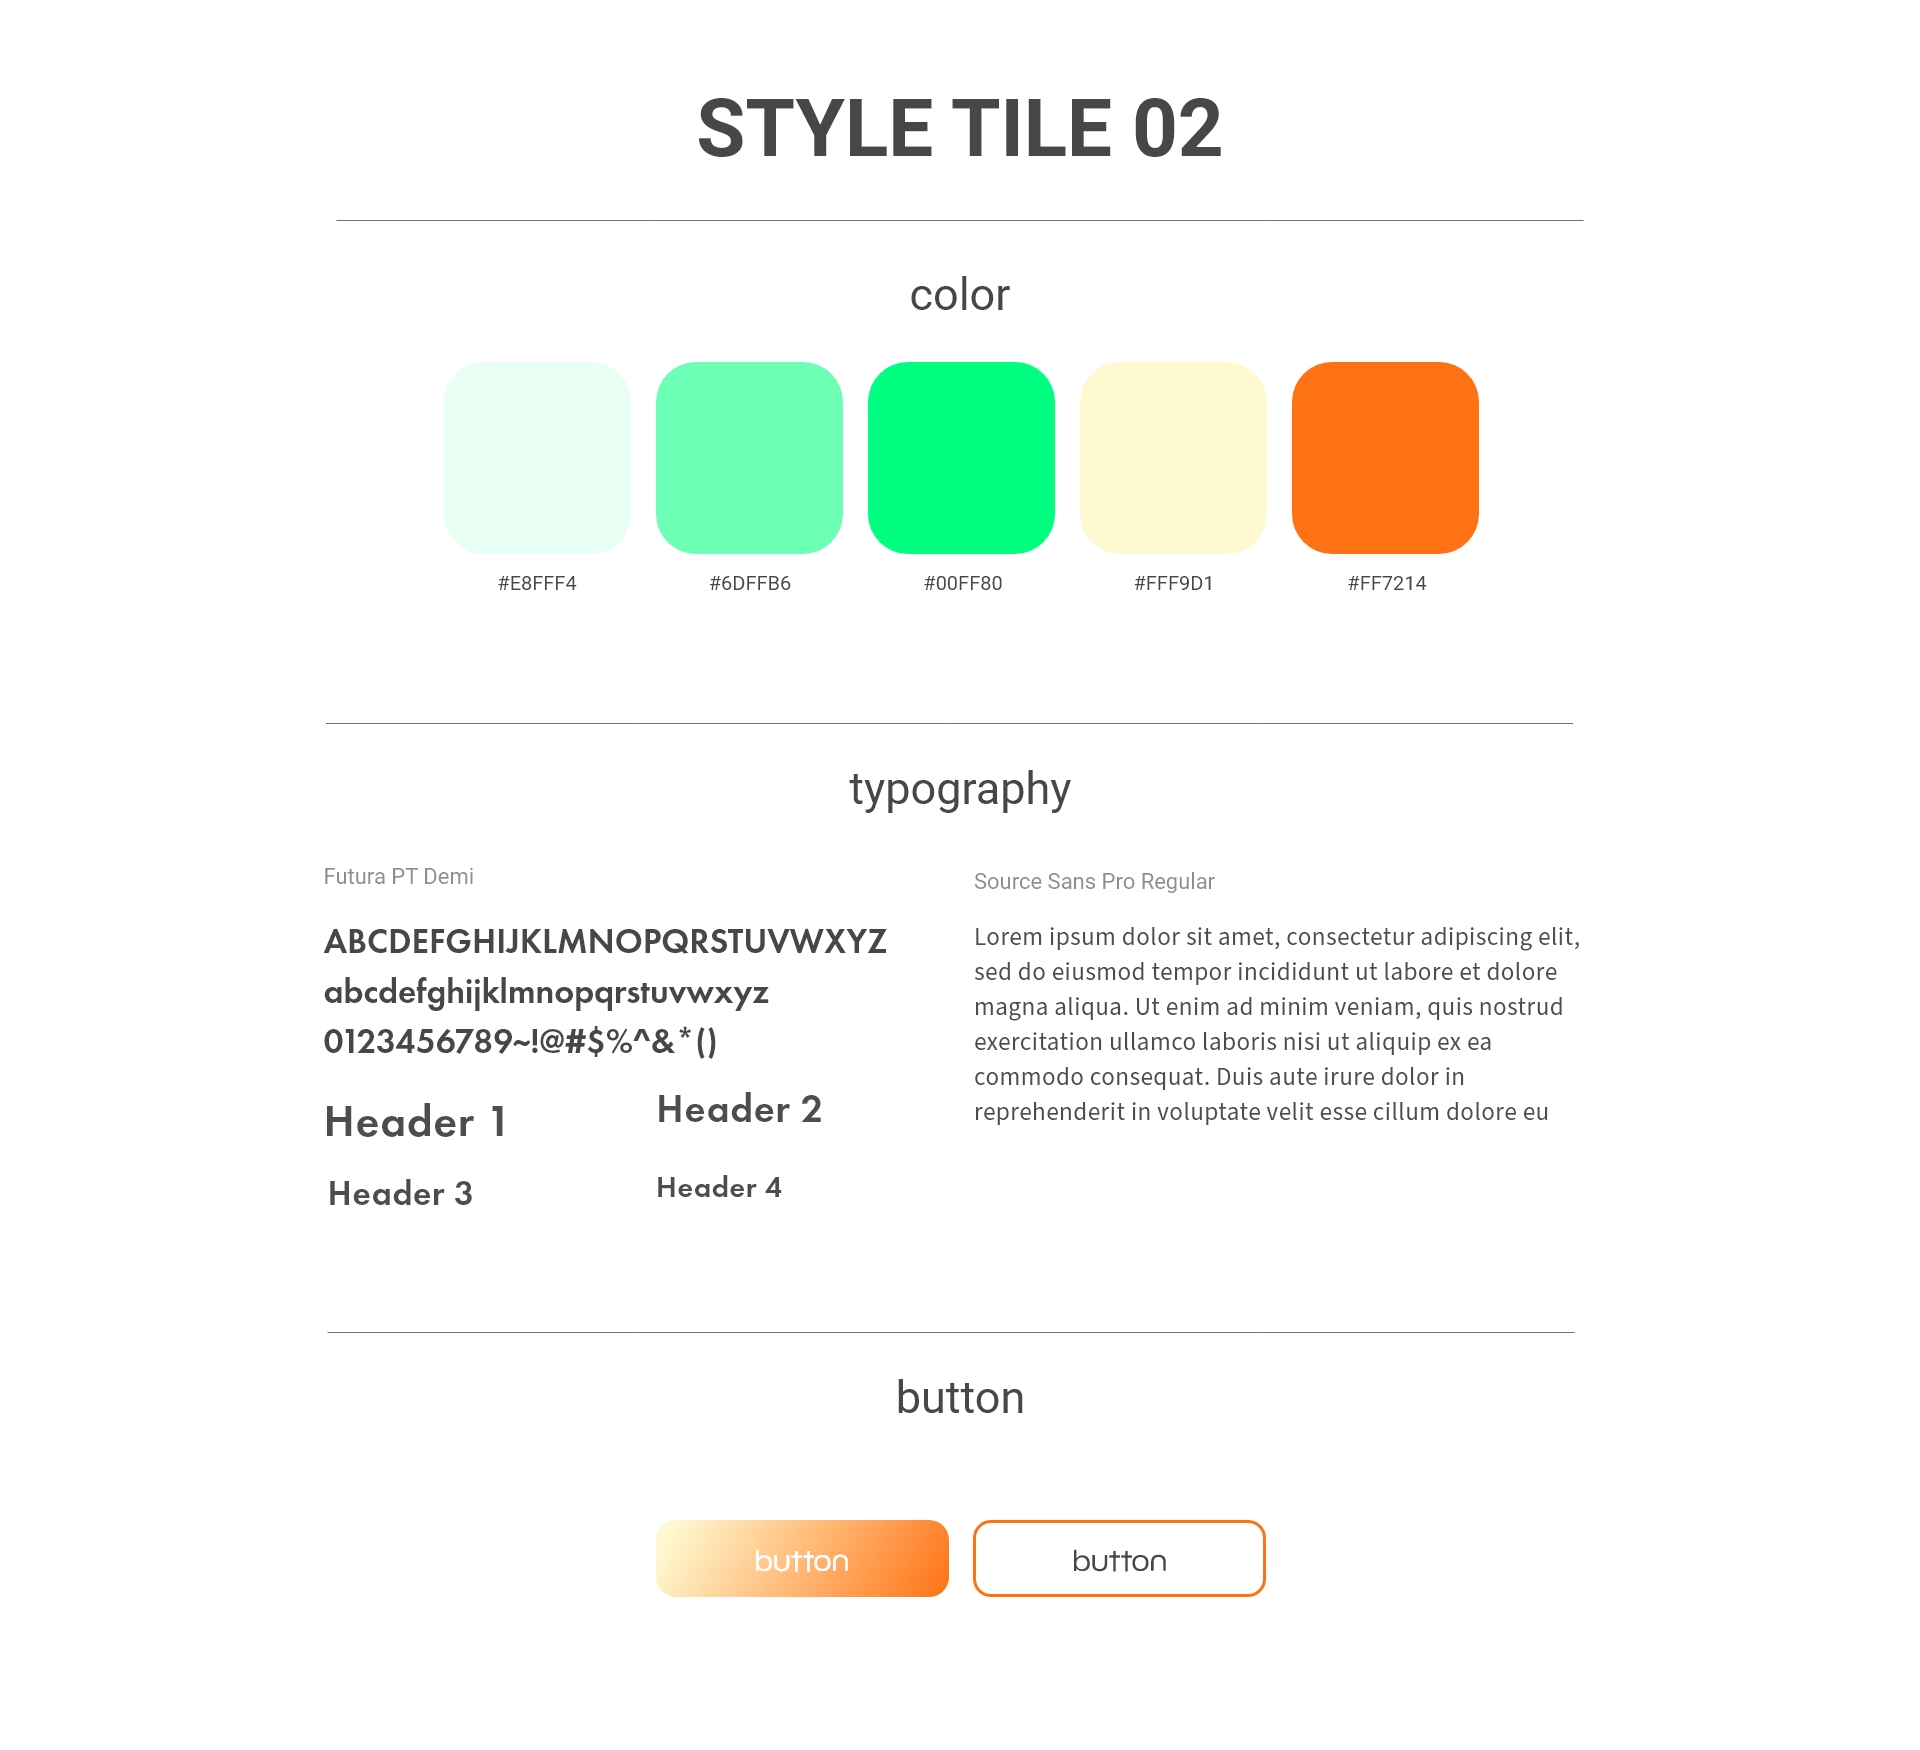 STYLE TILE 02
color
#E8FFF4
#6DFFB6
#00FF80
#FFF9D1
#FF7214
typography
Futura PT Demi
ABCDEFGHIJKLMNOPQRSTUVWXYZ
abcdefghijklmnopqrstuvwxyz
0123456789~!@#$%^&*()
Header 1
Header 2
Header 3
Header 4
Source Sans Pro Regular
Lorem ipsum dolor sit amet, consectetur adipiscing elit,
sed do eiusmod tempor incididunt ut labore et dolore
magna aliqua. Ut enim ad minim veniam, quis nostrud
exercitation ullamco laboris nisi ut aliquip ex ea
commodo consequat. Duis aute irure dolor in
reprehenderit in voluptate velit esse cillum dolore eu
button
button
button